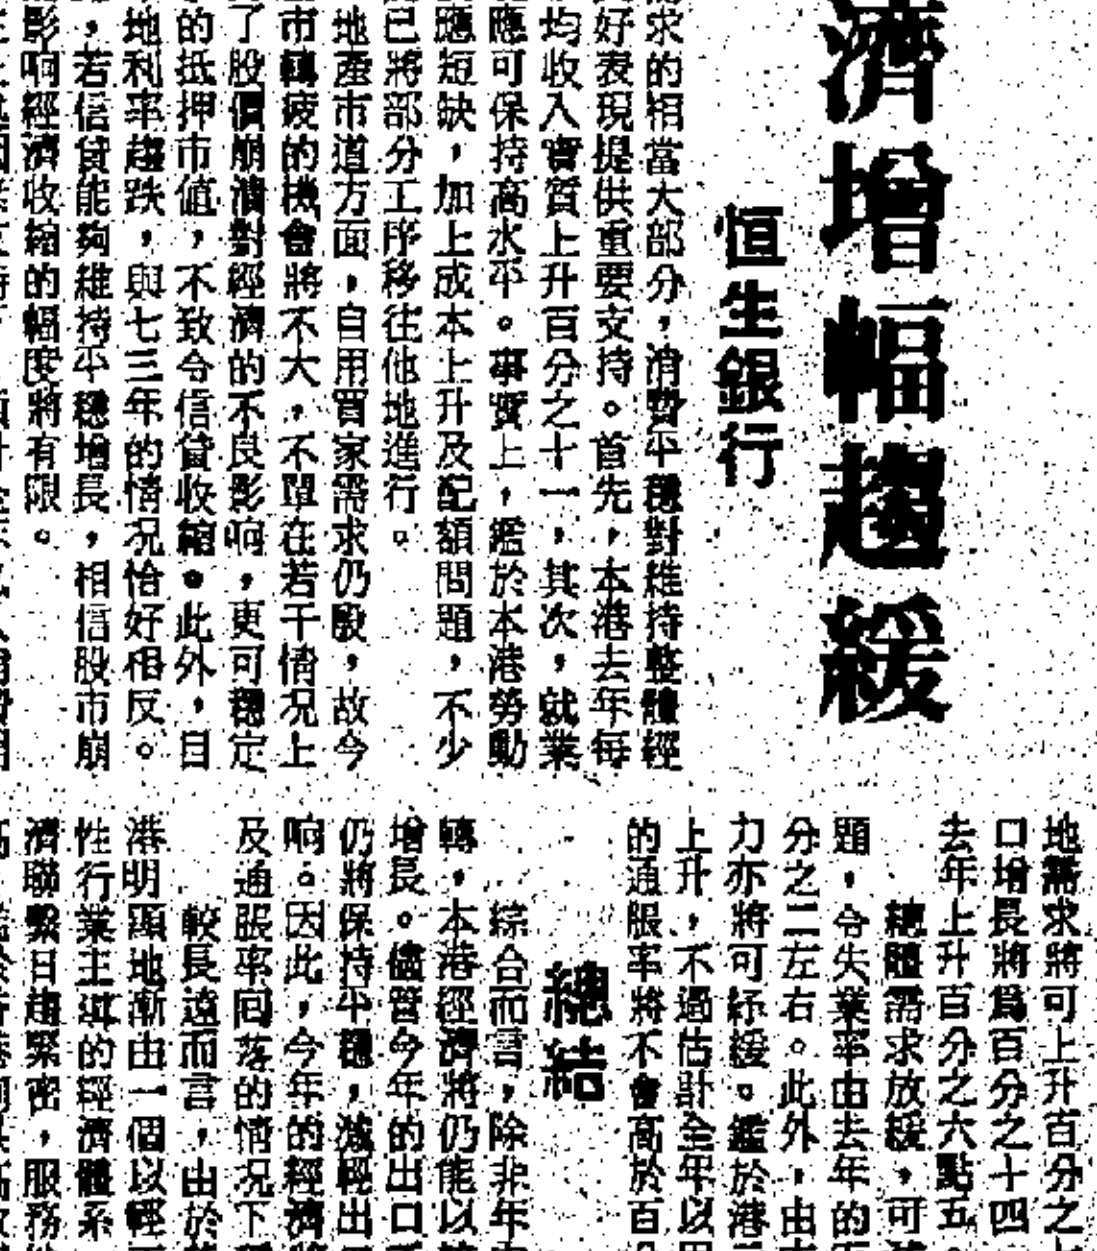 濟增幅趨緩
恒生銀行
需求的相當大部分，消費平穩對維持整體經
好表現提供重要支持。首先，本港去年每
均收入實質上升百分之十一，其次，就業
應可保持高水平。事實上，鑑於本港勞動
應短缺，加上成本上升及配額問題，不少
已將部分工序移往他地進行。
地產市道方面，自用買家需求仍殷，故今
市轉疲的機會將不大，不單在若干情况上
了股價崩潰對經濟的不良影响，更可穩定
的抵押市值，不致令信貸收縮。此外，目
地利率趨跌，與七三年的情况恰好相反。
，若信貸能夠維持平穩增長，相信股市崩
影响經濟收縮的幅度將有限。
地需求將可上升百分之
口增長將爲百分之十四
去年上升百分之六點五
總體需求放緩，可
題，令失業率由去年的
分之二左右。此外，由
力亦將可紓緩。鑑於港
上升，不過估計全年以
的通脹率將不會高於百
總結
綜合而言，除非年
轉，本港經濟將仍能以
增長。儘管今年的出口
仍將保持平穩，減輕出
响。因此，今年的經濟
及通脹率回落的情况下
較長遠而言，由於
港明顯地漸由一個以輕
性行業主導的經濟體系
濟聯繫日趨緊密，服務